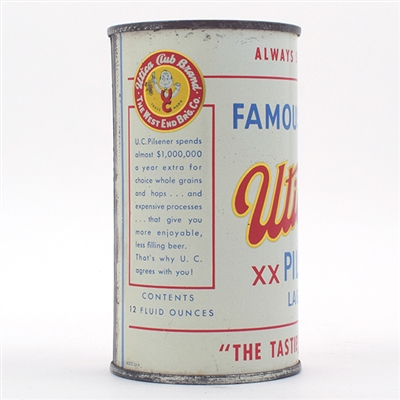 Utica Club Brand
THE WEST END BR'G. CO.
U.C. Pilsener spends
almost $1,000,000
a year extra for
choice whole grains
and hops . . . and
expensive processes
. . . that give you
more enjoyable,
less filling beer.
That's why U. C.
agrees with you!
CONTENTS
12 FLUID OUNCES
ALWAYS
FAMOU
Uti
XX PIL
LA
"THE TASTIE